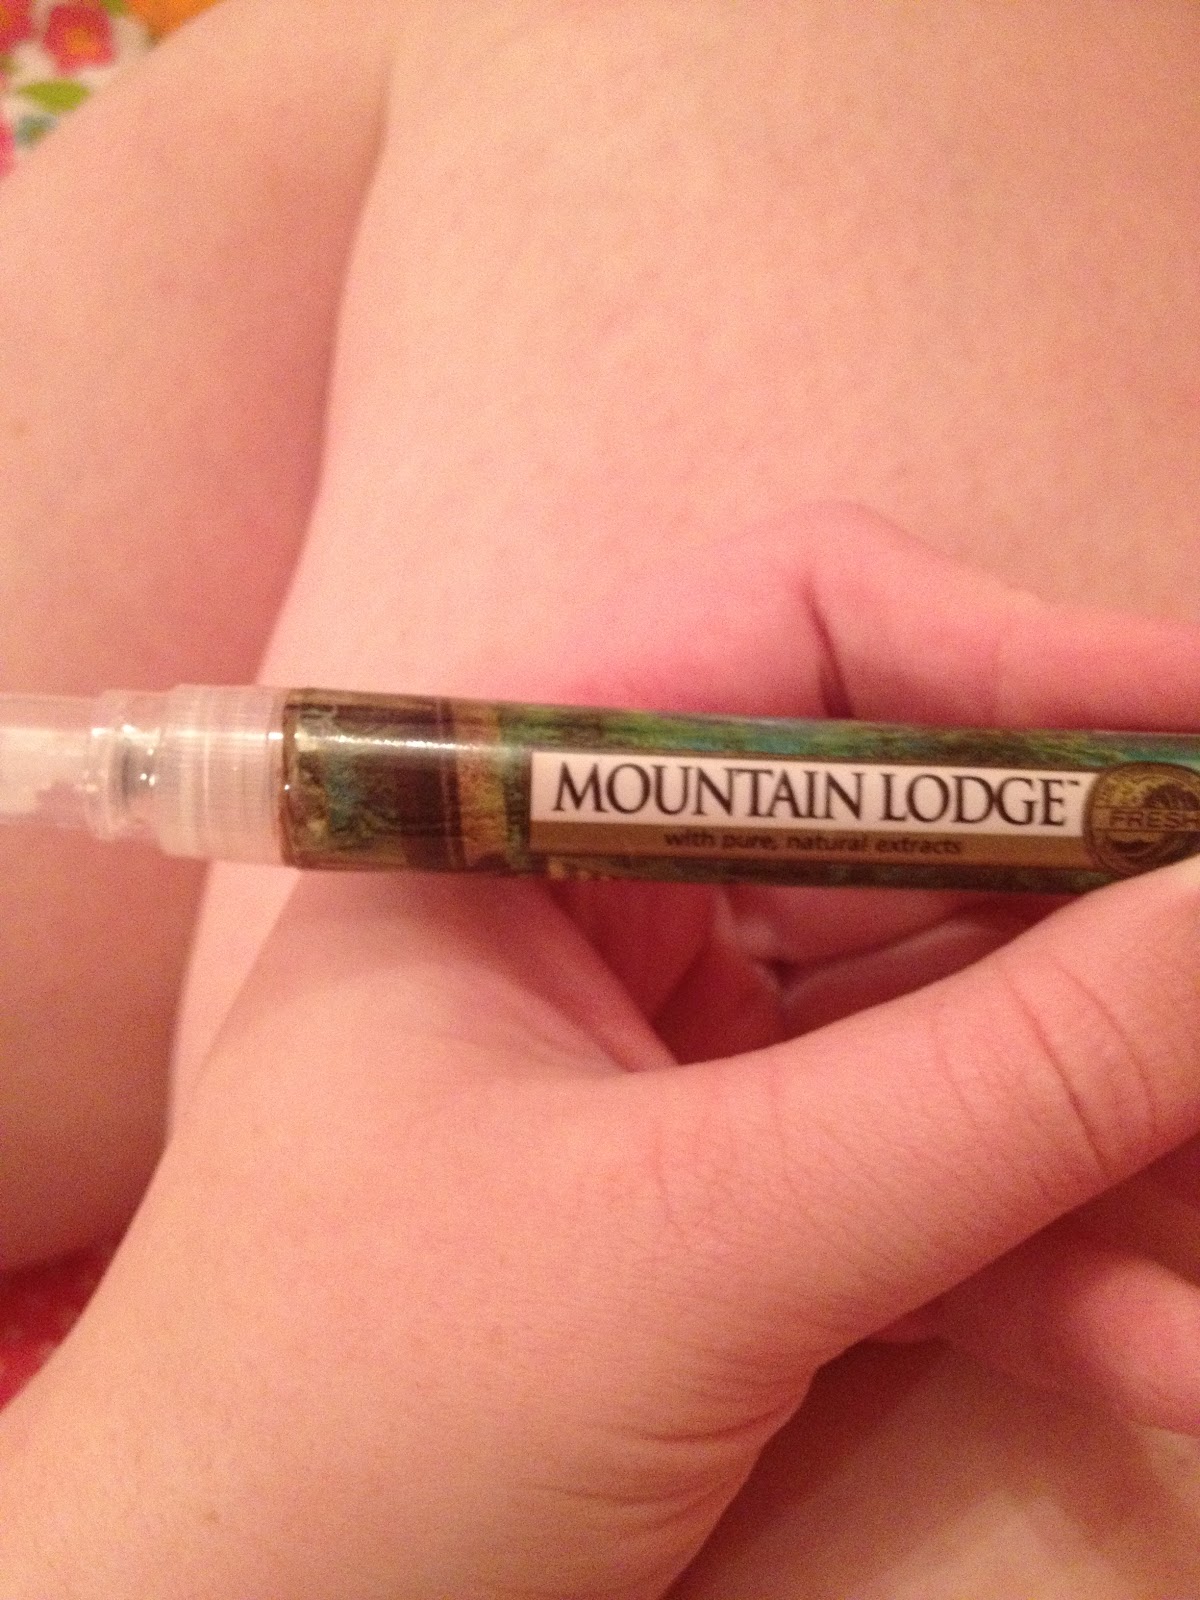 MOUNTAIN LODGE™
with pure, natural extracts
FRESH